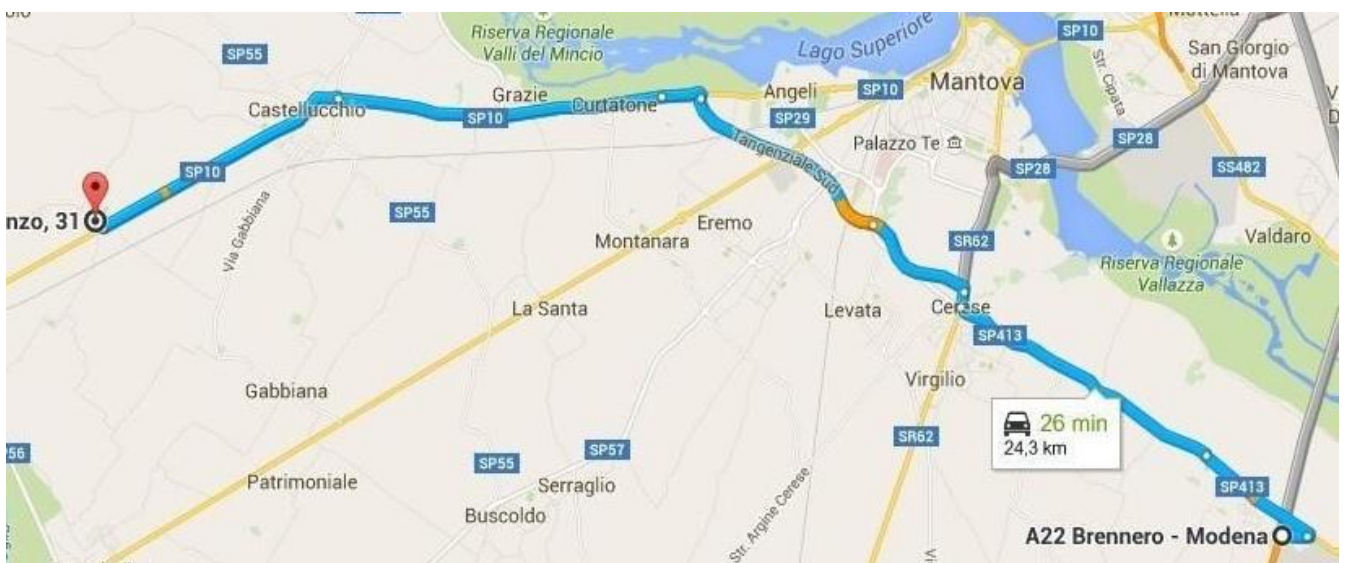 SP10
Mottella
Riserva Regionale
Valli del Mincio
Lago Superiore
SP55
San Giorgio
di Mantova
Mantova
Str. Cipata
Castellucchio
Grazie
Curtatone
Angeli
SP10
SP10
SP29
SP28
Tangenziale Sud
Palazzo Te
SP28
SS482
SP10
nzo, 31
SP55
Via Gabbiana
Eremo
Montanara
SR62
Valdaro
Riserva Regionale
Vallazza
La Santa
Levata
Cerese
SP413
Virgilio
Gabbiana
26 min
24,3 km
SR62
SP57
SP55
Patrimoniale
Serraglio
SP413
Buscoldo
Str. Argine Cerese
A22 Brennero - Modena